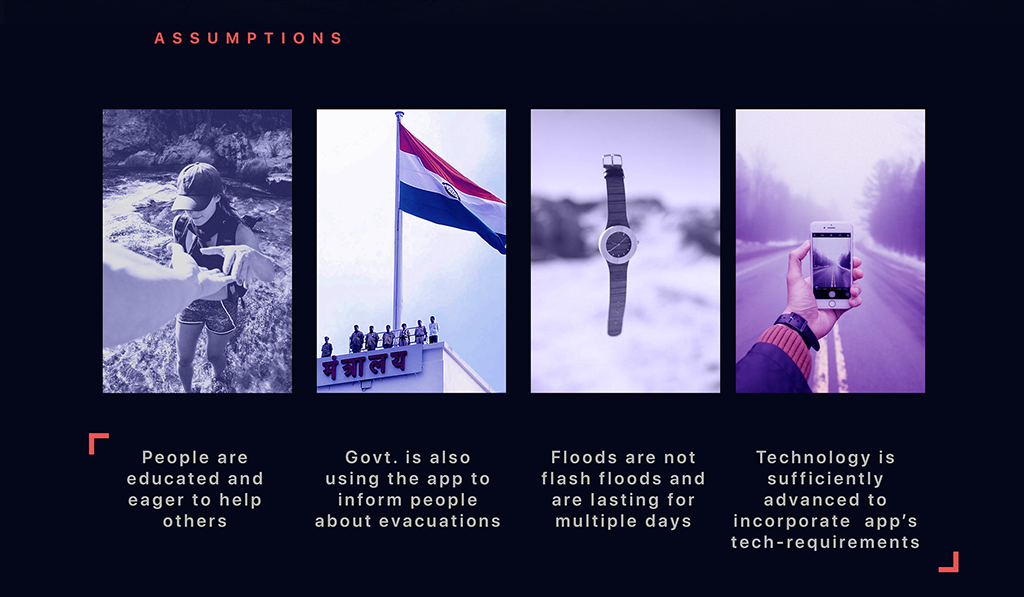 ASSUMPTIONS
मंत्रालय
People are
educated and
eager to help
others
Govt. is also
using the app to
inform people
about evacuations
Floods are not
flash floods and
are lasting for
multiple days
Technology is
sufficiently
advanced to
incorporate app’s
tech-requirements